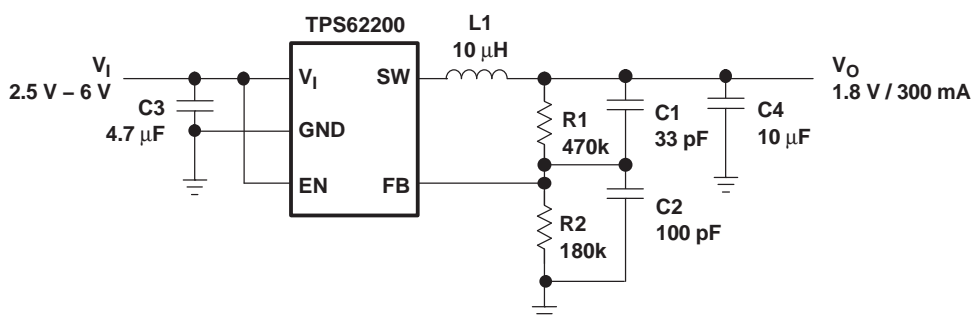 TPS62200
L1
10 µH
VI
2.5 V – 6 V
C3
4.7 µF
VI
SW
GND
EN
FB
R1
470k
C1
33 pF
C4
10 µF
VO
1.8 V / 300 mA
R2
180k
C2
100 pF